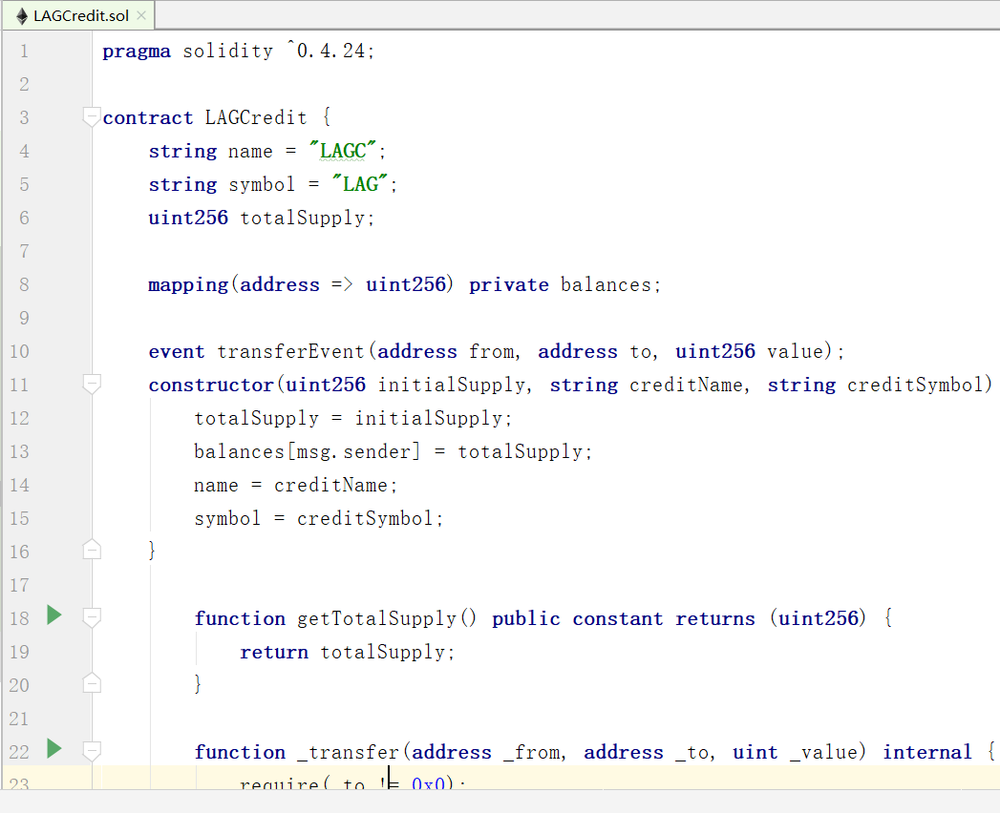 LAGCredit.sol
1 pragma solidity ^0.4.24;
2
3 contract LAGCredit {
4 string name = "LAGC";
5 string symbol = "LAG";
6 uint256 totalSupply;
7
8 mapping(address => uint256) private balances;
9
10 event transferEvent(address from, address to, uint256 value);
11 constructor(uint256 initialSupply, string creditName, string creditSymbol)
12 totalSupply = initialSupply;
13 balances[msg.sender] = totalSupply;
14 name = creditName;
15 symbol = creditSymbol;
16 }
17
18 function getTotalSupply() public constant returns (uint256) {
19 return totalSupply;
20 }
21
22 function _transfer(address _from, address _to, uint _value) internal {
23 require(_to != 0x0);